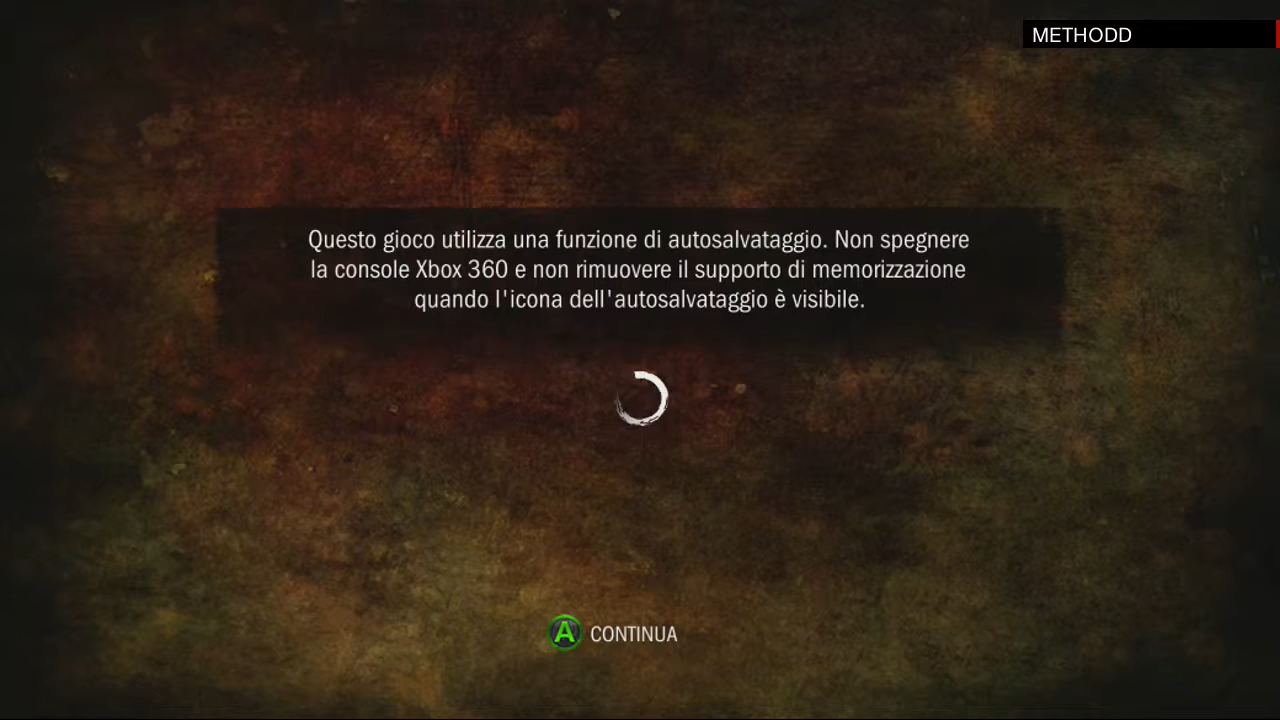 METHODD
Questo gioco utilizza una funzione di autosalvataggio. Non spegnere
la console Xbox 360 e non rimuovere il supporto di memorizzazione
quando l'icona dell'autosalvataggio è visibile.
A CONTINUA